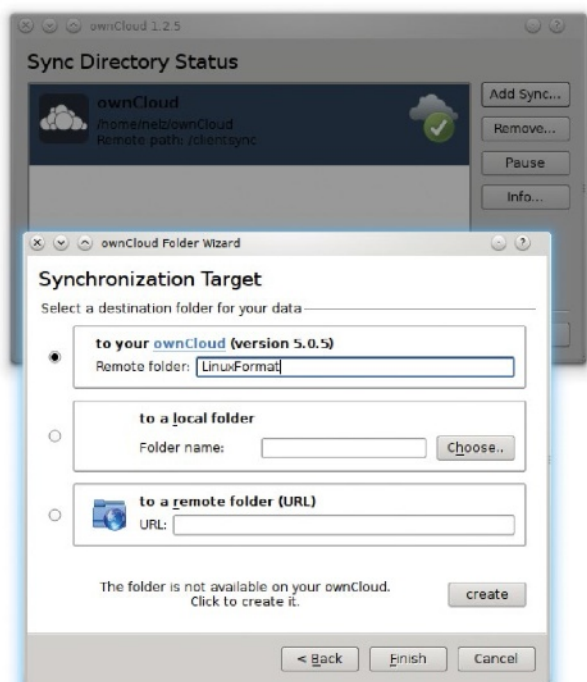 ownCloud 1.2.5
Sync Directory Status
ownCloud
/home/nelz/ownCloud
Remote path: /clientsync
Add Sync...
Remove...
Pause
Info...
ownCloud Folder Wizard
Synchronization Target
Select a destination folder for your data
to your ownCloud (version 5.0.5)
Remote folder: LinuxFormat
to a local folder
Folder name:
Choose..
to a remote folder (URL)
URL:
The folder is not available on your ownCloud.
Click to create it.
create
< Back
Finish
Cancel